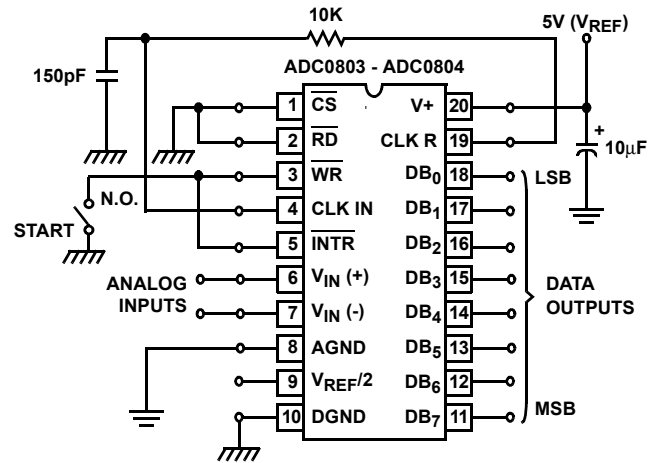 10K
5V (VREF)
150pF
ADC0803 - ADC0804
1 CS V+ 20
2 RD CLK R 19
+
10μF
3 WR DB0 18 LSB
N.O.
4 CLK IN DB1 17
START
5 INTR DB2 16
ANALOG
INPUTS
6 VIN (+) DB3 15
DATA
OUTPUTS
7 VIN (-) DB4 14
8 AGND DB5 13
9 VREF/2 DB6 12
10 DGND DB7 11 MSB